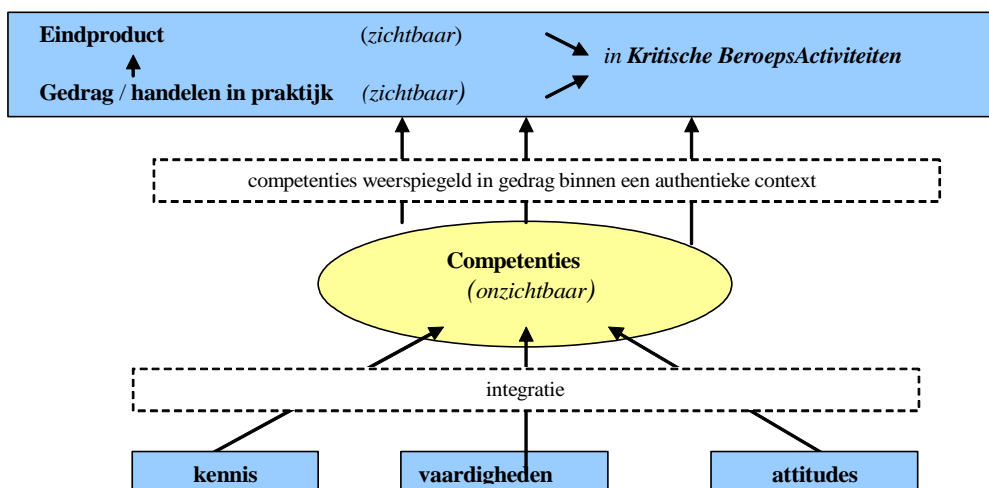 Eindproduct (zichtbaar)
in Kritische BeroepsActiviteiten
Gedrag / handelen in praktijk (zichtbaar)
competenties weerspiegeld in gedrag binnen een authentieke context
Competenties
(onzichtbaar)
integratie
kennis vaardigheden attitudes